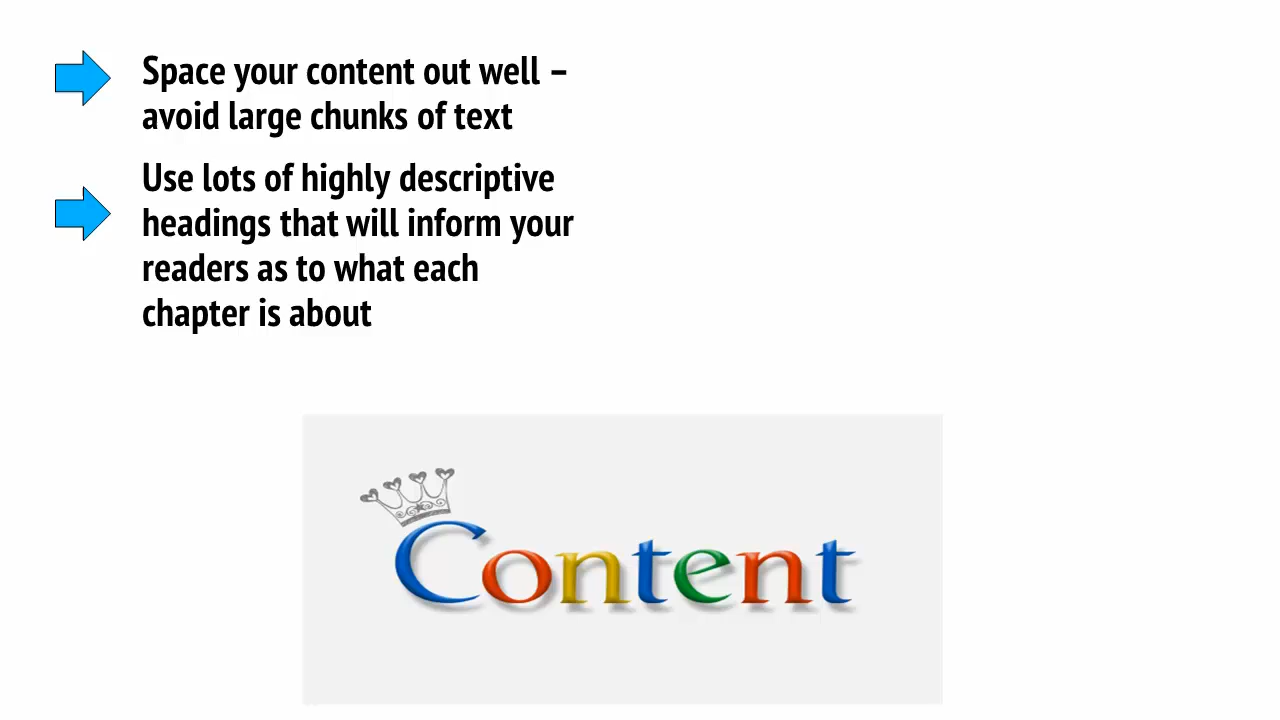 Space your content out well –
avoid large chunks of text
Use lots of highly descriptive
headings that will inform your
readers as to what each
chapter is about
Content